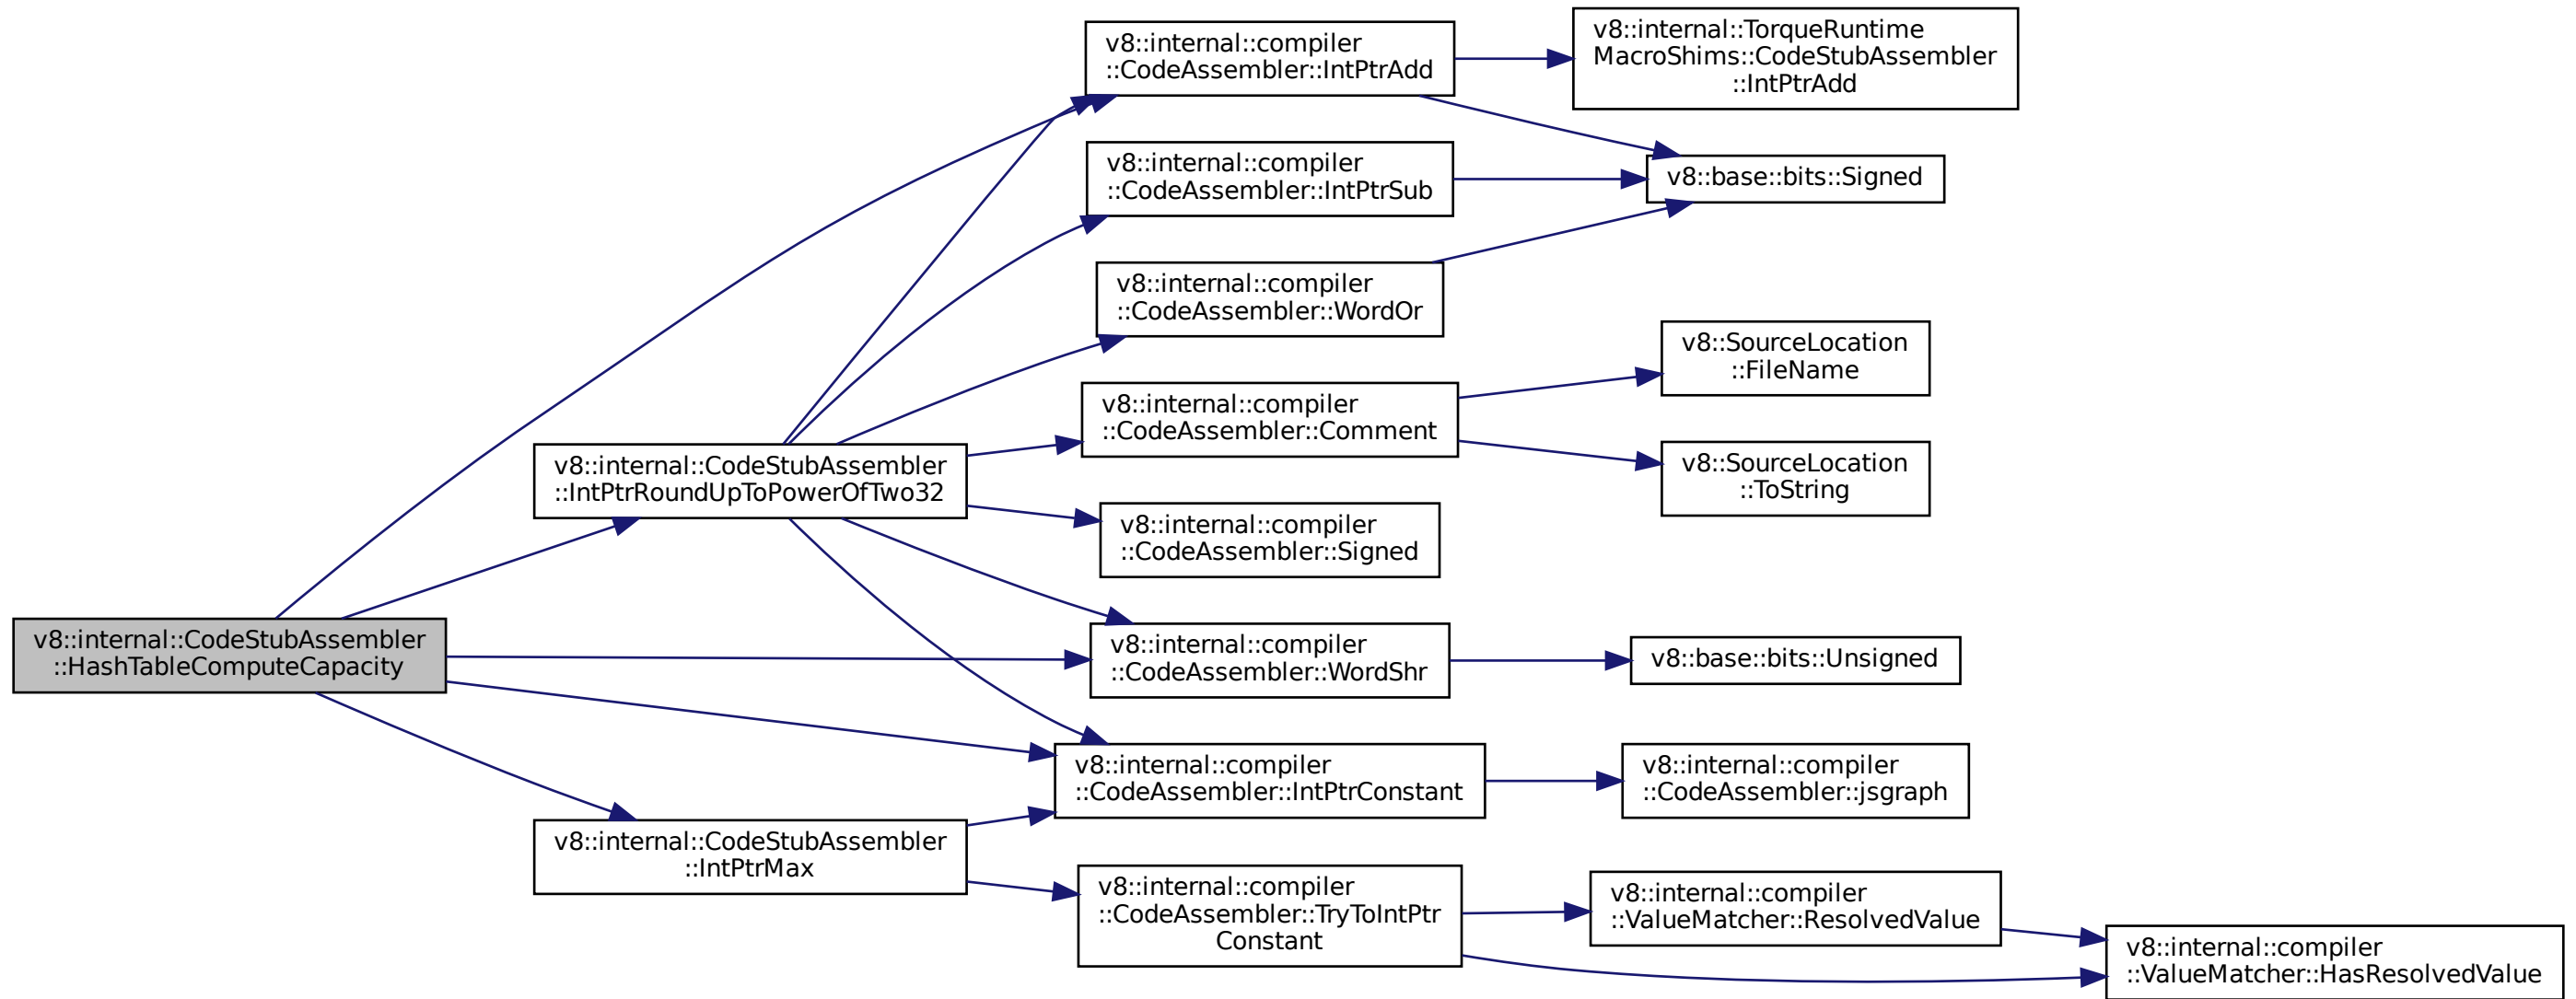 v8::internal::CodeStubAssembler
::HashTableComputeCapacity
v8::internal::CodeStubAssembler
::IntPtrRoundUpToPowerOfTwo32
v8::internal::CodeStubAssembler
::IntPtrMax
v8::internal::compiler
::CodeAssembler::IntPtrAdd
v8::internal::compiler
::CodeAssembler::IntPtrSub
v8::internal::compiler
::CodeAssembler::WordOr
v8::internal::compiler
::CodeAssembler::Comment
v8::internal::compiler
::CodeAssembler::Signed
v8::internal::compiler
::CodeAssembler::WordShr
v8::internal::compiler
::CodeAssembler::IntPtrConstant
v8::internal::compiler
::CodeAssembler::TryToIntPtr
Constant
v8::internal::TorqueRuntime
MacroShims::CodeStubAssembler
::IntPtrAdd
v8::base::bits::Signed
v8::SourceLocation
::FileName
v8::SourceLocation
::ToString
v8::base::bits::Unsigned
v8::internal::compiler
::CodeAssembler::jsgraph
v8::internal::compiler
::ValueMatcher::ResolvedValue
v8::internal::compiler
::ValueMatcher::HasResolvedValue